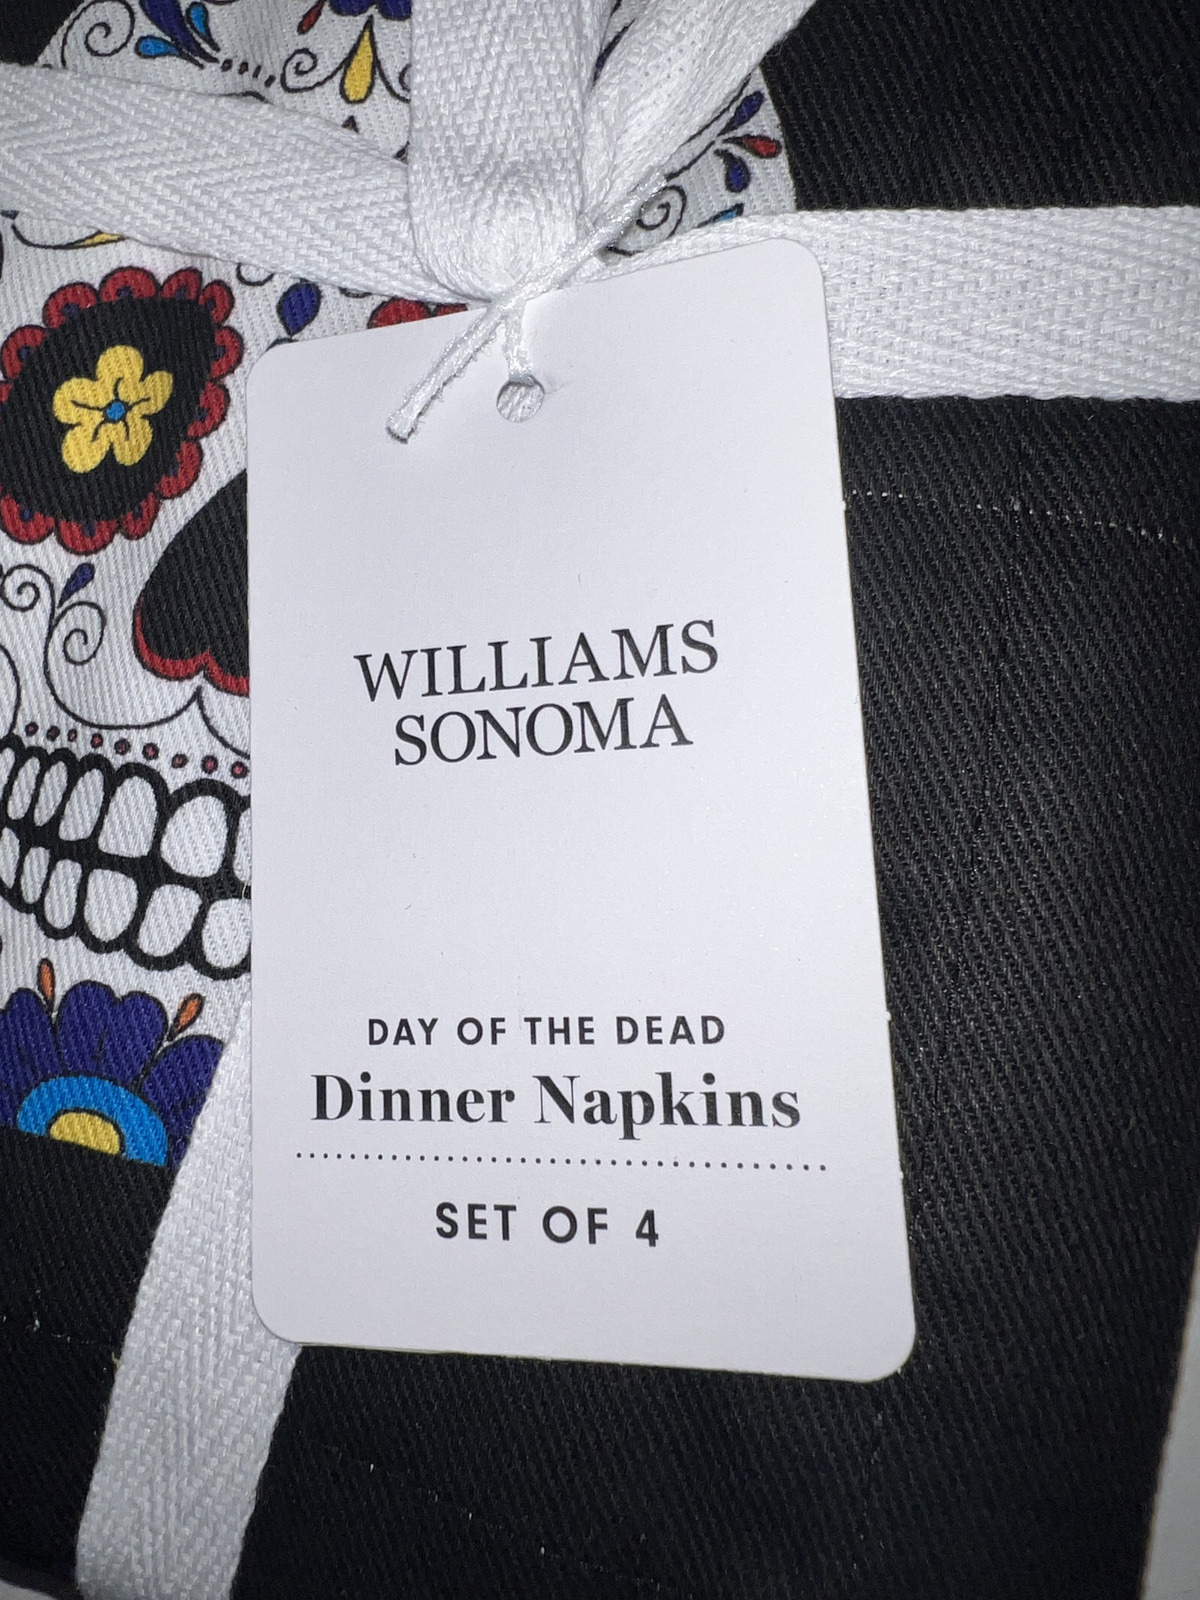 WILLIAMS
SONOMA
DAY OF THE DEAD
Dinner Napkins
SET OF 4